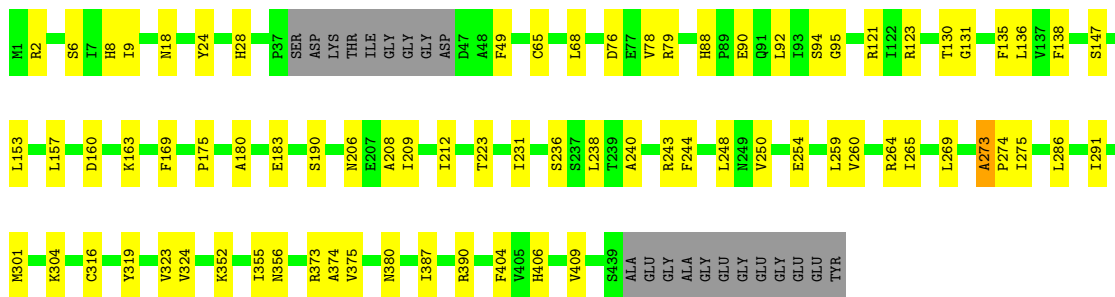 M1 R2 S6 I7 H8 I9 N18 Y24 H28 P37 SER ASP LYS THR ILE GLY GLY GLY ASP D47 A48 F49 C65 L68 D76 E77 V78 R79 H88 P89 E90 Q91 L92 I93 S94 G95 R121 I122 R123 T130 G131 F135 L136 V137 F138 S147
L153 L157 D160 K163 F169 P175 A180 E183 S190 N206 E207 A208 I209 I212 T223 I231 S236 S237 L238 T239 A240 R243 F244 L248 N249 V250 E254 L259 V260 R264 I265 L269 A273 P274 I275 L286 I291
M301 K304 C316 Y319 V323 V324 K352 I355 N356 R373 A374 V375 N380 I387 R390 F404 V405 H406 V409 S439 ALA GLU GLY ALA GLY GLU GLY GLU GLY GLU GLU TYR